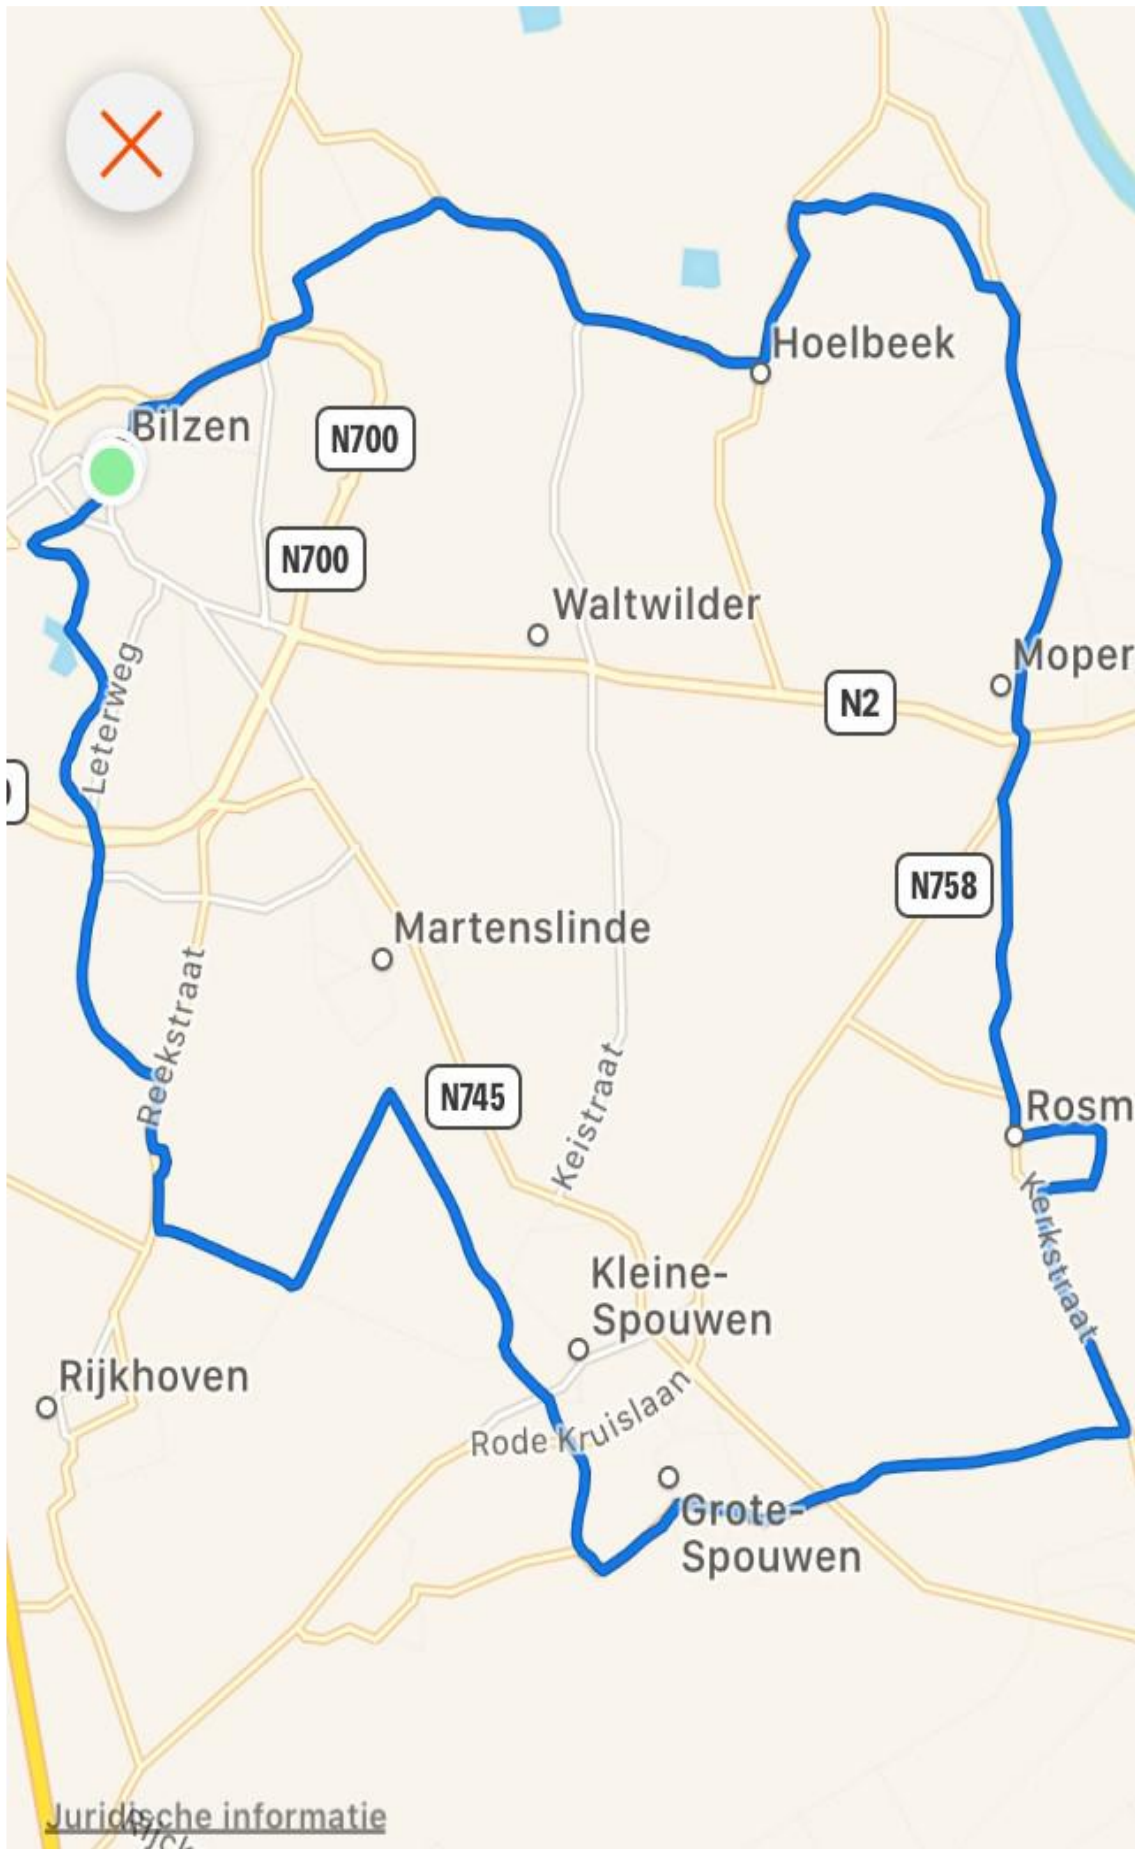 Hoelbeek
Bilzen
N700
N700
Waltwilder
Moper
Leterweg
N2
N758
Martenslinde
Reekstraat
N745
Keistraat
Rosm
Kerkstraat
Kleine-
Spouwen
Rijkhoven
Rode Kruislaan
Grote-
Spouwen
Juridische informatie